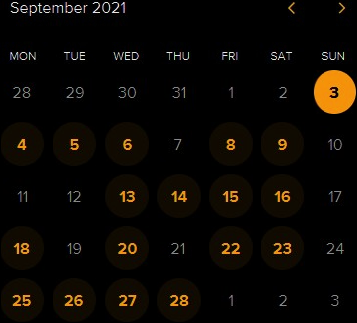 September 2021 < >
MON TUE WED THU FRI SAT SUN
28 29 30 31 1 2 3
4 5 6 7 8 9 10
11 12 13 14 15 16 17
18 19 20 21 22 23 24
25 26 27 28 1 2 3